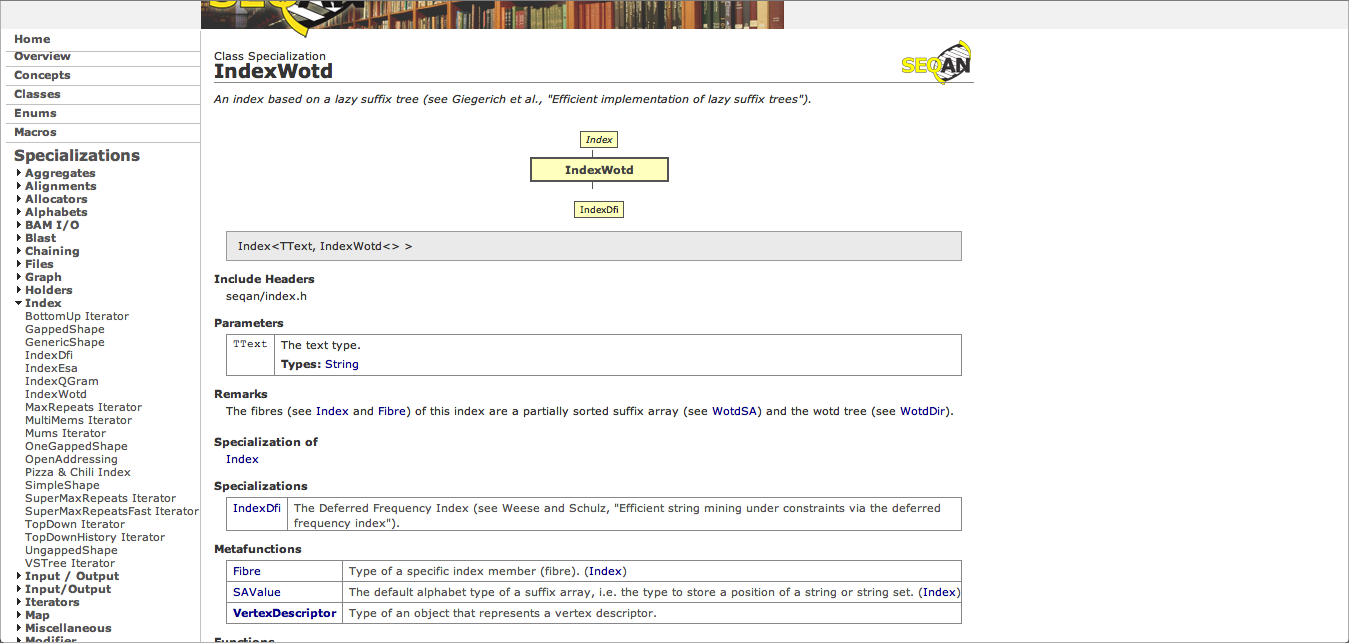 SEQAN
Home
Overview
Concepts
Classes
Enums
Macros
Specializations
Aggregates
Alignments
Allocators
Alphabets
BAM I/O
Blast
Chaining
Files
Graph
Holders
Index
BottomUp Iterator
GappedShape
GenericShape
IndexDfi
IndexEsa
IndexQGram
IndexWotd
MaxRepeats Iterator
MultiMems Iterator
Mums Iterator
OneGappedShape
OpenAddressing
Pizza & Chili Index
SimpleShape
SuperMaxRepeats Iterator
SuperMaxRepeatsFast Iterator
TopDown Iterator
TopDownHistory Iterator
UngappedShape
VSTree Iterator
Input / Output
Input/Output
Iterators
Map
Miscellaneous
Modifier
Class Specialization
IndexWotd
SEQAN
An index based on a lazy suffix tree (see Giegerich et al., "Efficient implementation of lazy suffix trees").
Index
IndexWotd
IndexDfi
Index<TText, IndexWotd<> >
Include Headers
seqan/index.h
Parameters
TText The text type.
Types: String
Remarks
The fibres (see Index and Fibre) of this index are a partially sorted suffix array (see WotdSA) and the wotd tree (see WotdDir).
Specialization of
Index
Specializations
IndexDfi The Deferred Frequency Index (see Weese and Schulz, "Efficient string mining under constraints via the deferred
frequency index").
Metafunctions
Fibre Type of a specific index member (fibre). (Index)
SAValue The default alphabet type of a suffix array, i.e. the type to store a position of a string or string set. (Index)
VertexDescriptor Type of an object that represents a vertex descriptor.
Functions